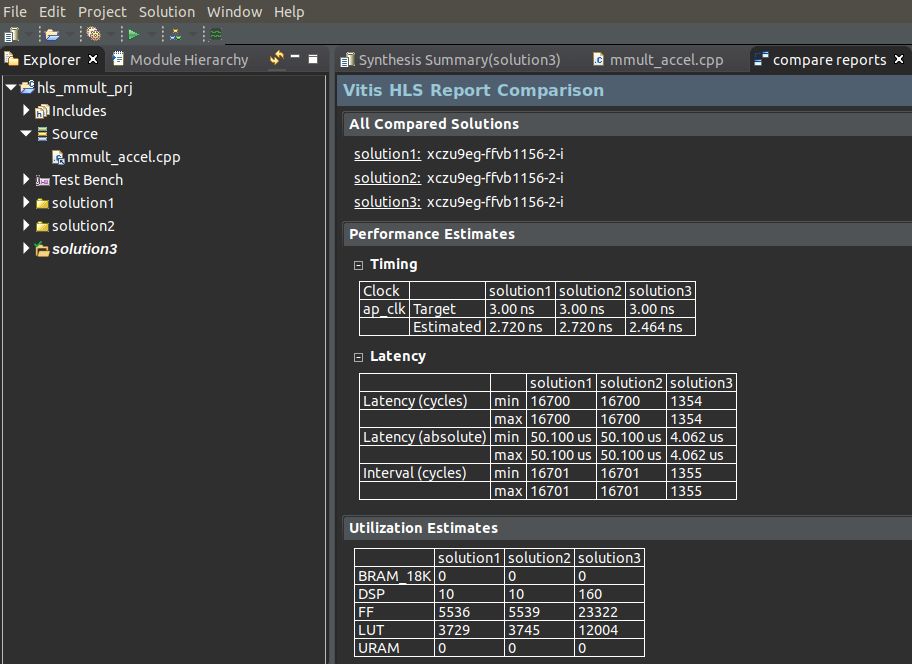 File Edit Project Solution Window Help
Explorer Module Hierarchy
hls_mmult_prj
Includes
Source
mmult_accel.cpp
Test Bench
solution1
solution2
solution3
Synthesis Summary(solution3) mmult_accel.cpp compare reports
Vitis HLS Report Comparison
All Compared Solutions
solution1: xczu9eg-ffvb1156-2-i
solution2: xczu9eg-ffvb1156-2-i
solution3: xczu9eg-ffvb1156-2-i
Performance Estimates
Timing
Clock solution1 solution2 solution3
ap_clk Target 3.00 ns 3.00 ns 3.00 ns
Estimated 2.720 ns 2.720 ns 2.464 ns
Latency
solution1 solution2 solution3
Latency (cycles) min 16700 16700 1354
max 16700 16700 1354
Latency (absolute) min 50.100 us 50.100 us 4.062 us
max 50.100 us 50.100 us 4.062 us
Interval (cycles) min 16701 16701 1355
max 16701 16701 1355
Utilization Estimates
solution1 solution2 solution3
BRAM_18K 0 0 0
DSP 10 10 160
FF 5536 5539 23322
LUT 3729 3745 12004
URAM 0 0 0